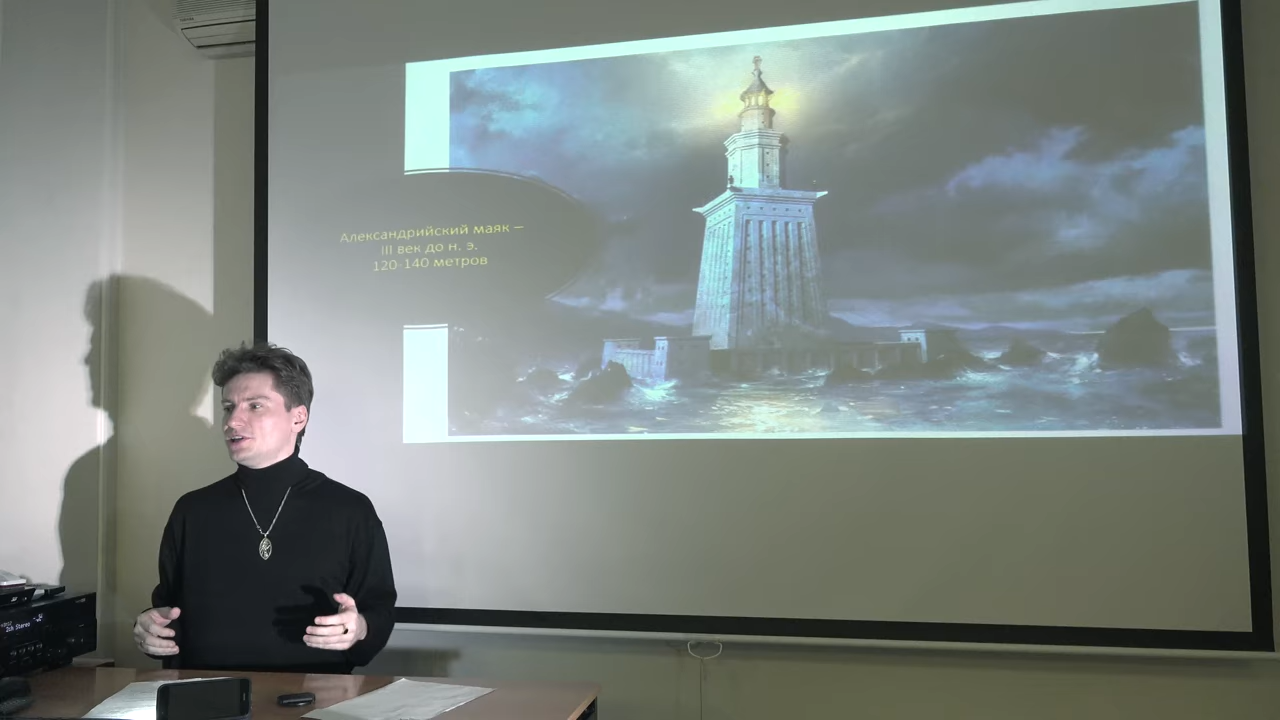 Александрийский маяк –
III век до н. э.
120-140 метров